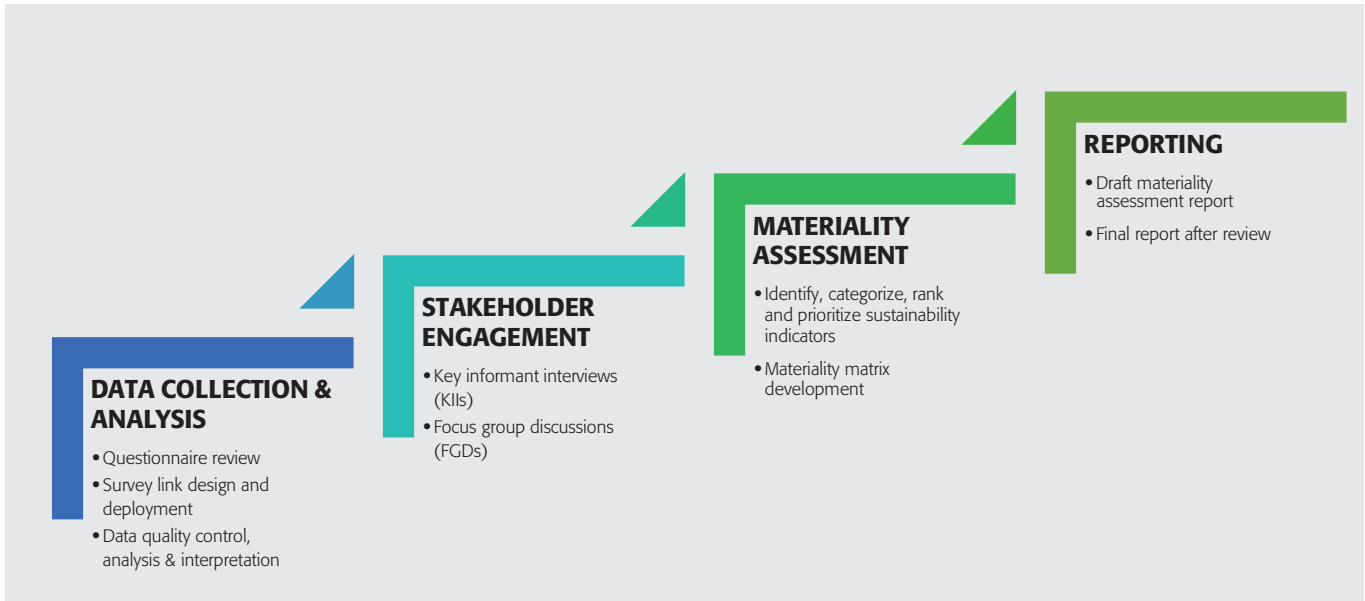 DATA COLLECTION &
ANALYSIS
• Questionnaire review
• Survey link design and
deployment
• Data quality control,
analysis & interpretation
STAKEHOLDER
ENGAGEMENT
• Key informant interviews
(KIIs)
• Focus group discussions
(FGDs)
MATERIALITY
ASSESSMENT
• Identify, categorize, rank
and prioritize sustainability
indicators
• Materiality matrix
development
REPORTING
• Draft materiality
assessment report
• Final report after review